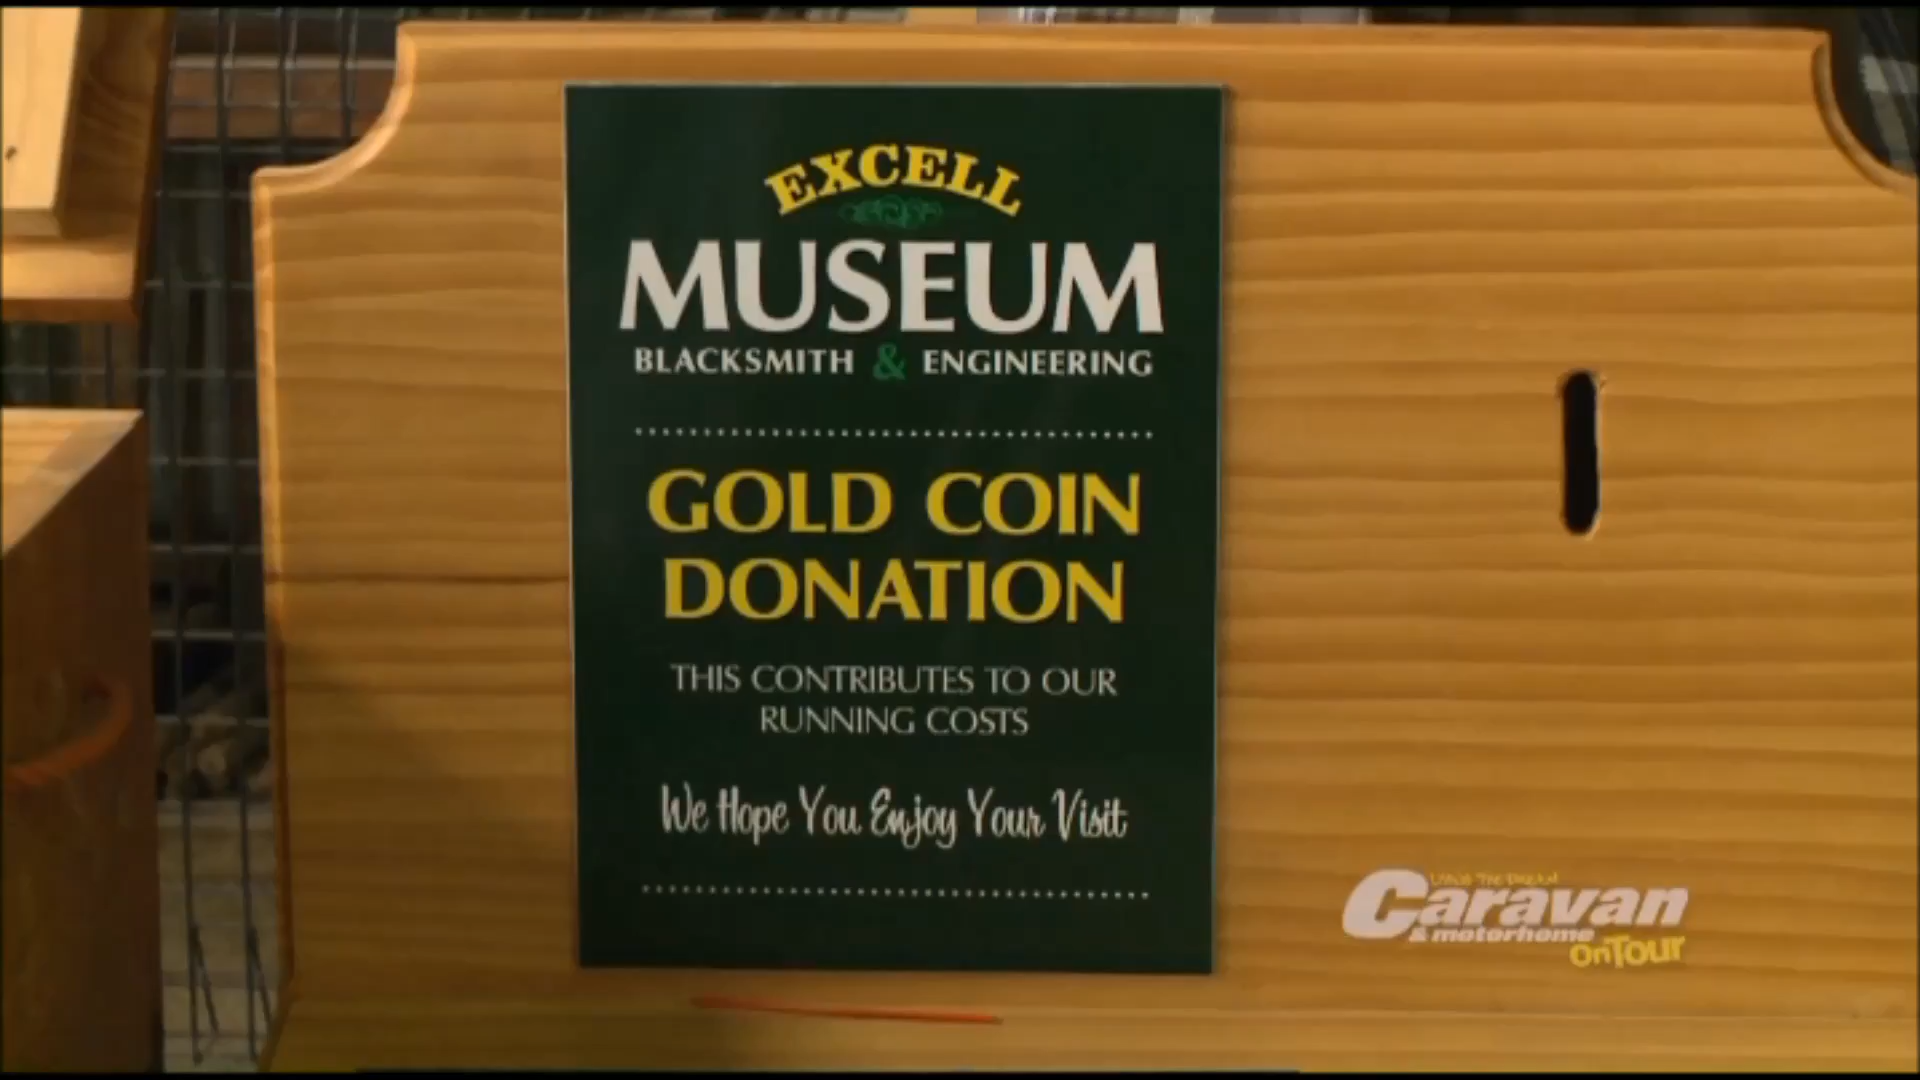 EXCELL
MUSEUM
BLACKSMITH & ENGINEERING
GOLD COIN
DONATION
THIS CONTRIBUTES TO OUR
RUNNING COSTS
We Hope You Enjoy Your Visit
Caravan
& motorhome
OnTour